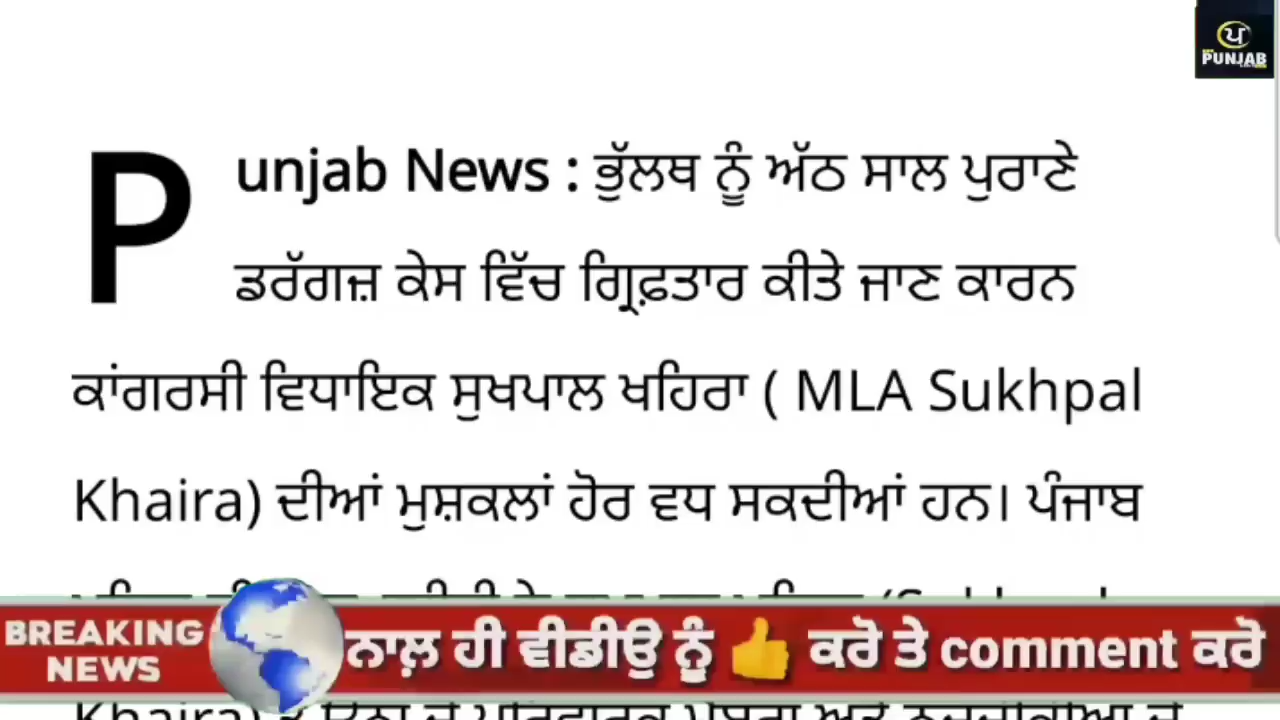 ਪ
PUNJAB
Punjab News : ਭੁੱਲਥ ਨੂੰ ਅੱਠ ਸਾਲ ਪੁਰਾਣੇ
ਡਰੱਗਜ਼ ਕੇਸ ਵਿੱਚ ਗ੍ਰਿਫ਼ਤਾਰ ਕੀਤੇ ਜਾਣ ਕਾਰਨ
ਕਾਂਗਰਸੀ ਵਿਧਾਇਕ ਸੁਖਪਾਲ ਖਹਿਰਾ ( MLA Sukhpal
Khaira) ਦੀਆਂ ਮੁਸ਼ਕਲਾਂ ਹੋਰ ਵਧ ਸਕਦੀਆਂ ਹਨ। ਪੰਜਾਬ
BREAKING
NEWS
ਨਾਲ਼ ਹੀ ਵੀਡੀਉ ਨੂੰ 👍 ਕਰੋ ਤੇ comment ਕਰੋ